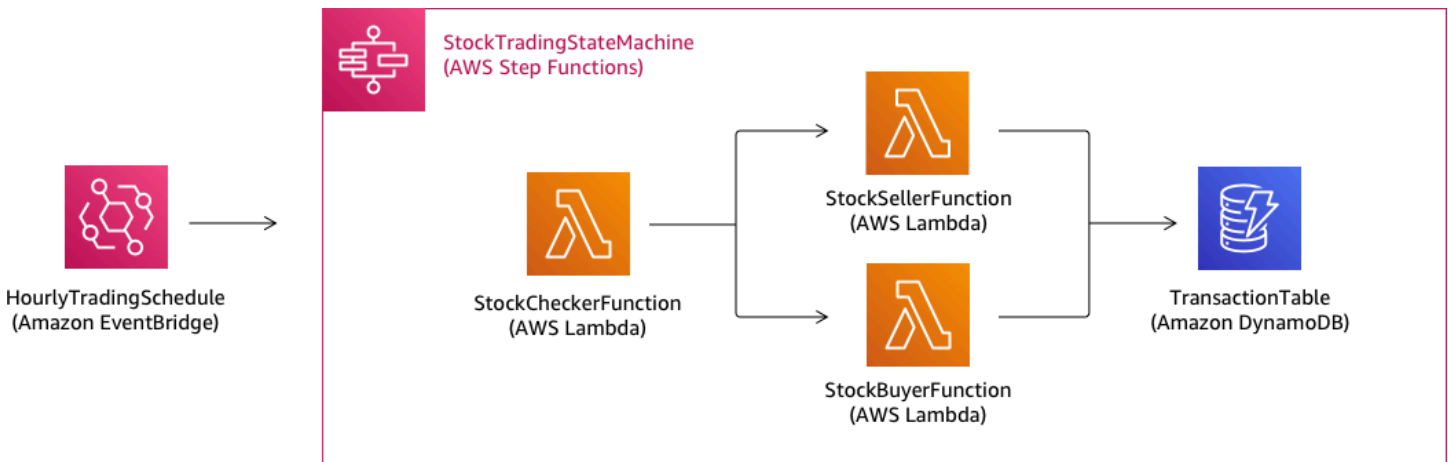 StockTradingStateMachine
(AWS Step Functions)
HourlyTradingSchedule
(Amazon EventBridge)
StockCheckerFunction
(AWS Lambda)
StockSellerFunction
(AWS Lambda)
StockBuyerFunction
(AWS Lambda)
TransactionTable
(Amazon DynamoDB)